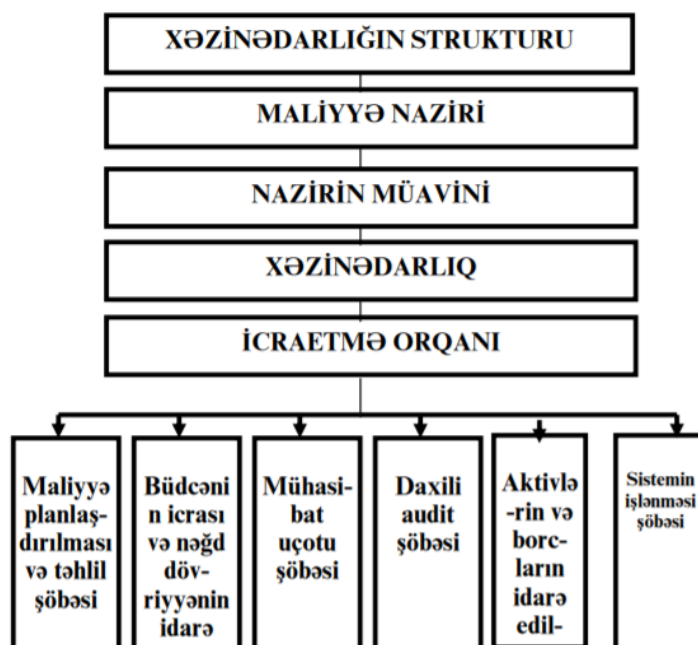 XƏZİNƏDARLIĞIN STRUKTURU
MALİYYƏ NAZİRİ
NAZİRİN MÜAVİNİ
XƏZİNƏDARLIQ
İCRAETMƏ ORQANI
Maliyyə
planlaş-
dırılması
və təhlil
şöbəsi
Büdcəni
n icrası
və nəğd
döv-
riyyənin
idarə
Mühasi-
bat
uçotu
şöbəsi
Daxili
audit
şöbəsi
Aktivlə
-rin və
borc-
ların
idarə
edil-
Sistemin
işlənməsi
şöbəsi